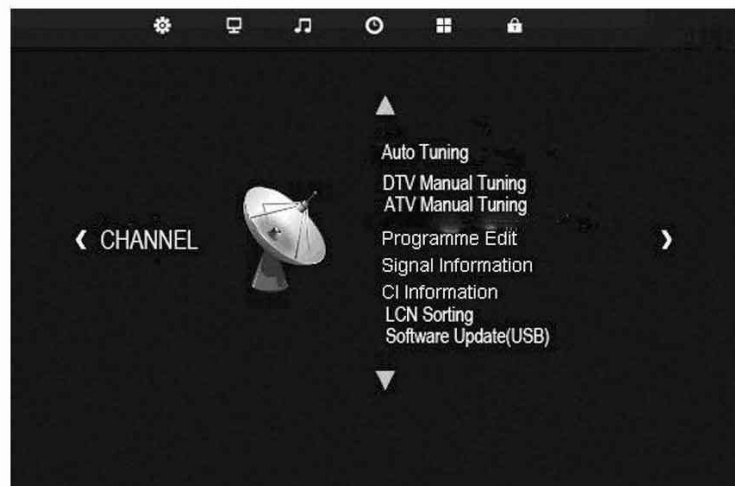 CHANNEL
Auto Tuning
DTV Manual Tuning
ATV Manual Tuning
Programme Edit
Signal Information
CI Information
LCN Sorting
Software Update(USB)